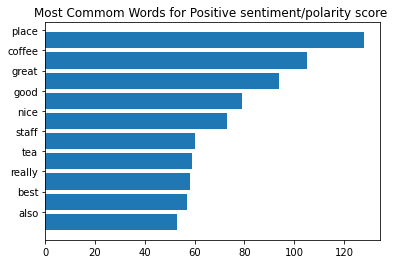 Most Commom Words for Positive sentiment/polarity score
place
coffee
great
good
nice
staff
tea
really
best
also
0 20 40 60 80 100 120